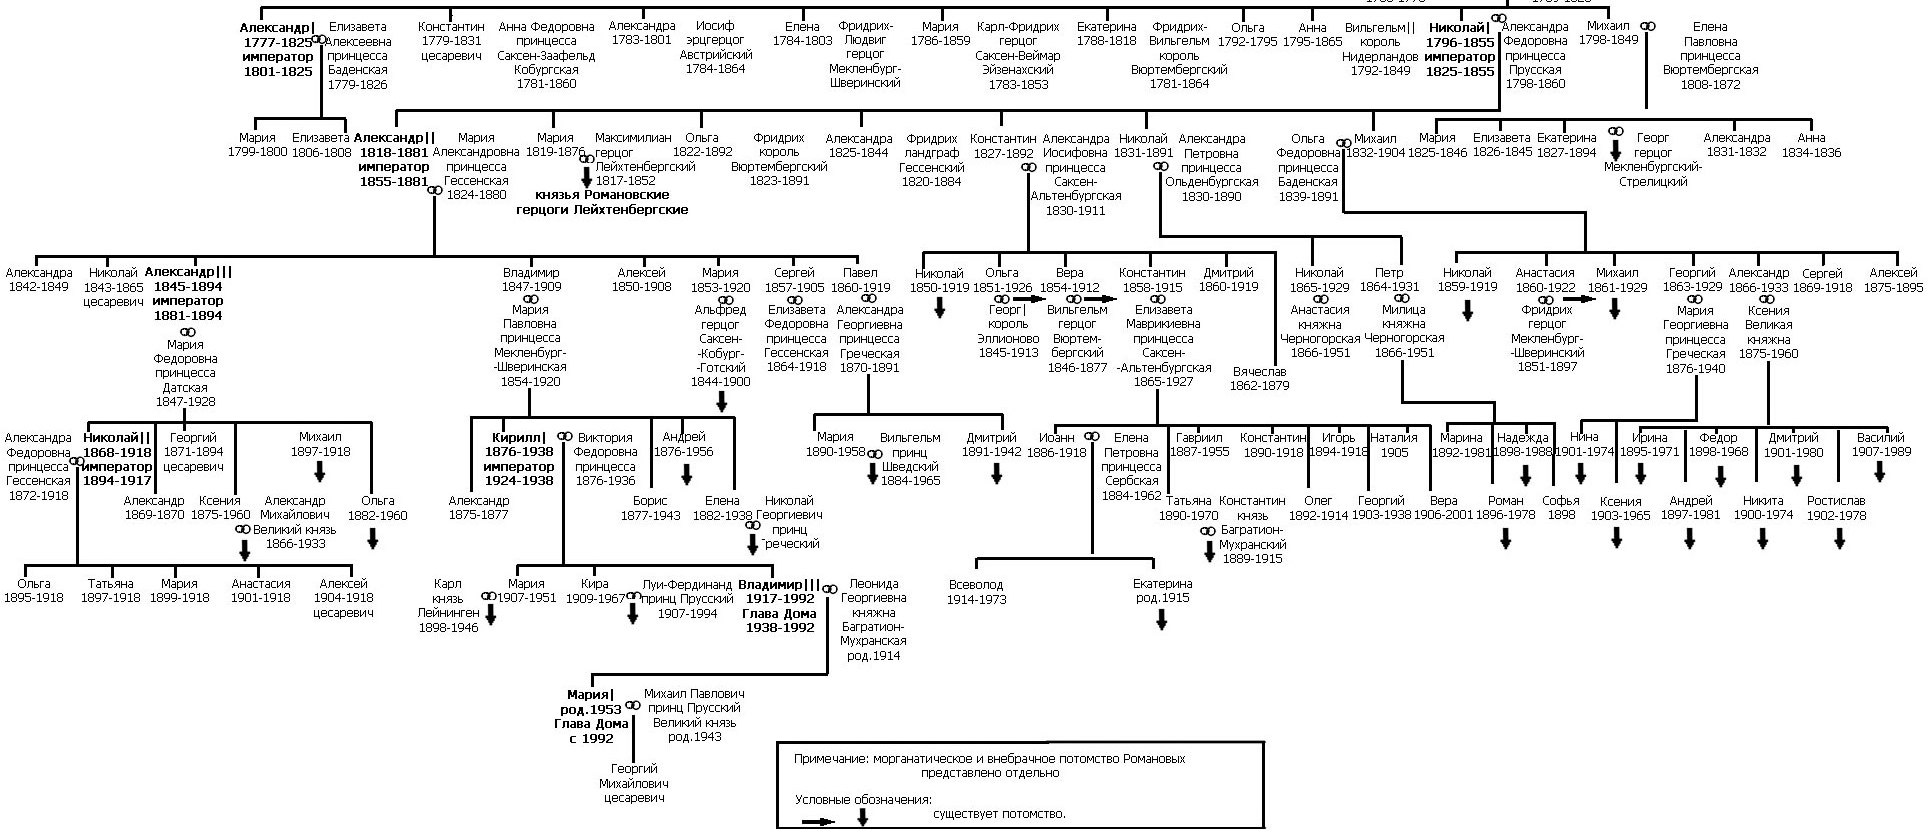 Александр|
1777-1825
император
1801-1825
Елизавета
Алексеевна
принцесса
Баденская
1779-1826
Константин
1779-1831
цесаревич
Анна Федоровна
принцесса
Саксен-Заафельд
Кобургская
1781-1860
Александра
1783-1801
Иосиф
эрцгерцог
Австрийский
1784-1864
Елена
1784-1803
Фридрих-
Людвиг
герцог
Мекленбург-
Шверинский
Мария
1786-1859
Карл-Фридрих
герцог
Саксен-Веймар
Эйзенахский
1783-1853
Екатерина
1788-1818
Фридрих-
Вильгельм
король
Вюртембергский
1781-1864
Ольга
1792-1795
Анна
1795-1865
Вильгельм||
король
Нидерландов
1792-1849
Николай|
1796-1855
император
1825-1855
Александра
Федоровна
принцесса
Прусская
1798-1860
Михаил
1798-1849
Елена
Павловна
принцесса
Вюртембергская
1808-1872
Мария
1799-1800
Елизавета
1806-1808
Александр||
1818-1881
император
1855-1881
Мария
Александровна
принцесса
Гессенская
1824-1880
Мария
1819-1876
Максимилиан
герцог
Лейхтенбергский
1817-1852
князья Романовские
герцоги Лейхтенбергские
Ольга
1822-1892
Фридрих
король
Вюртембергский
1823-1891
Александра
1825-1844
Фридрих
ландграф
Гессенский
1820-1884
Константин
1827-1892
Александра
Иосифовна
принцесса
Саксен-
Альтенбургская
1830-1911
Николай
1831-1891
Александра
Петровна
принцесса
Ольденбургская
1830-1890
Ольга
Федоровна
принцесса
Баденская
1839-1891
Михаил
1832-1904
Мария
1825-1846
Елизавета
1826-1845
Екатерина
1827-1894
Георг
герцог
Мекленбургский-
Стрелицкий
Александра
1831-1832
Анна
1834-1836
Александра
1842-1849
Николай
1843-1865
цесаревич
Александр|||
1845-1894
император
1881-1894
Мария
Федоровна
принцесса
Датская
1847-1928
Владимир
1847-1909
Мария
Павловна
принцесса
Мекленбург-
-Шверинская
1854-1920
Алексей
1850-1908
Мария
1853-1920
Альфред
герцог
Саксен-
-Кобург-
-Готский
1844-1900
Сергей
1857-1905
Елизавета
Федоровна
принцесса
Гессенская
1864-1918
Павел
1860-1919
Александра
Георгиевна
принцесса
Греческая
1870-1891
Николай
1850-1919
Ольга
1851-1926
Георг|
король
Эллионово
1845-1913
Вера
1854-1912
Вильгельм
герцог
Вюртем-
бергский
1846-1877
Константин
1858-1915
Елизавета
Маврикиевна
принцесса
Саксен-
-Альтенбургская
1865-1927
Дмитрий
1860-1919
Вячеслав
1862-1879
Николай
1865-1929
Анастасия
княжна
Черногорская
1866-1951
Петр
1864-1931
Милица
княжна
Черногорская
1866-1951
Николай
1859-1919
Анастасия
1860-1922
Фридрих
герцог
Мекленбург-
-Шверинский
1851-1897
Михаил
1861-1929
Георгий
1863-1929
Мария
Георгиевна
принцесса
Греческая
1876-1940
Александр
1866-1933
Ксения
Великая
княжна
1875-1960
Сергей
1869-1918
Алексей
1875-1895
Александра
Федоровна
принцесса
Гессенская
1872-1918
Николай||
1868-1918
император
1894-1917
Георгий
1871-1894
цесаревич
Михаил
1897-1918
Александр
1869-1870
Ксения
1875-1960
Александр
Михайлович
Великий князь
1866-1933
Ольга
1882-1960
Кирилл|
1876-1938
император
1924-1938
Виктория
Федоровна
принцесса
1876-1936
Андрей
1876-1956
Александр
1875-1877
Борис
1877-1943
Елена
1882-1938
Николай
Георгиевич
принц
Греческий
Мария
1890-1958
Вильгельм
принц
Шведский
1884-1965
Дмитрий
1891-1942
Иоанн
1886-1918
Елена
Петровна
принцесса
Сербская
1884-1962
Гавриил
1887-1955
Константин
1890-1918
Игорь
1894-1918
Наталия
1905
Татьяна
1890-1970
Константин
князь
Багратион-
Мухранский
1889-1915
Олег
1892-1914
Георгий
1903-1938
Вера
1906-2001
Марина
1892-1981
Надежда
1898-1988
Роман
1896-1978
Софья
1898
Нина
1901-1974
Ксения
1903-1965
Ирина
1895-1971
Федор
1898-1968
Дмитрий
1901-1980
Василий
1907-1989
Андрей
1897-1981
Никита
1900-1974
Ростислав
1902-1978
Ольга
1895-1918
Татьяна
1897-1918
Мария
1899-1918
Анастасия
1901-1918
Алексей
1904-1918
цесаревич
Карл
князь
Лейнинген
1898-1946
Мария
1907-1951
Кира
1909-1967
Луи-Фердинанд
принц Прусский
1907-1994
Владимир|||
1917-1992
Глава Дома
1938-1992
Леонида
Георгиевна
княжна
Багратион-
Мухранская
род.1914
Всеволод
1914-1973
Екатерина
род.1915
Мария|
род.1953
Глава Дома
с 1992
Михаил Павлович
принц Прусский
Великий князь
род.1943
Георгий
Михайлович
цесаревич
Примечание: морганатическое и внебрачное потомство Романовых
представлено отдельно
Условные обозначения:
существует потомство.